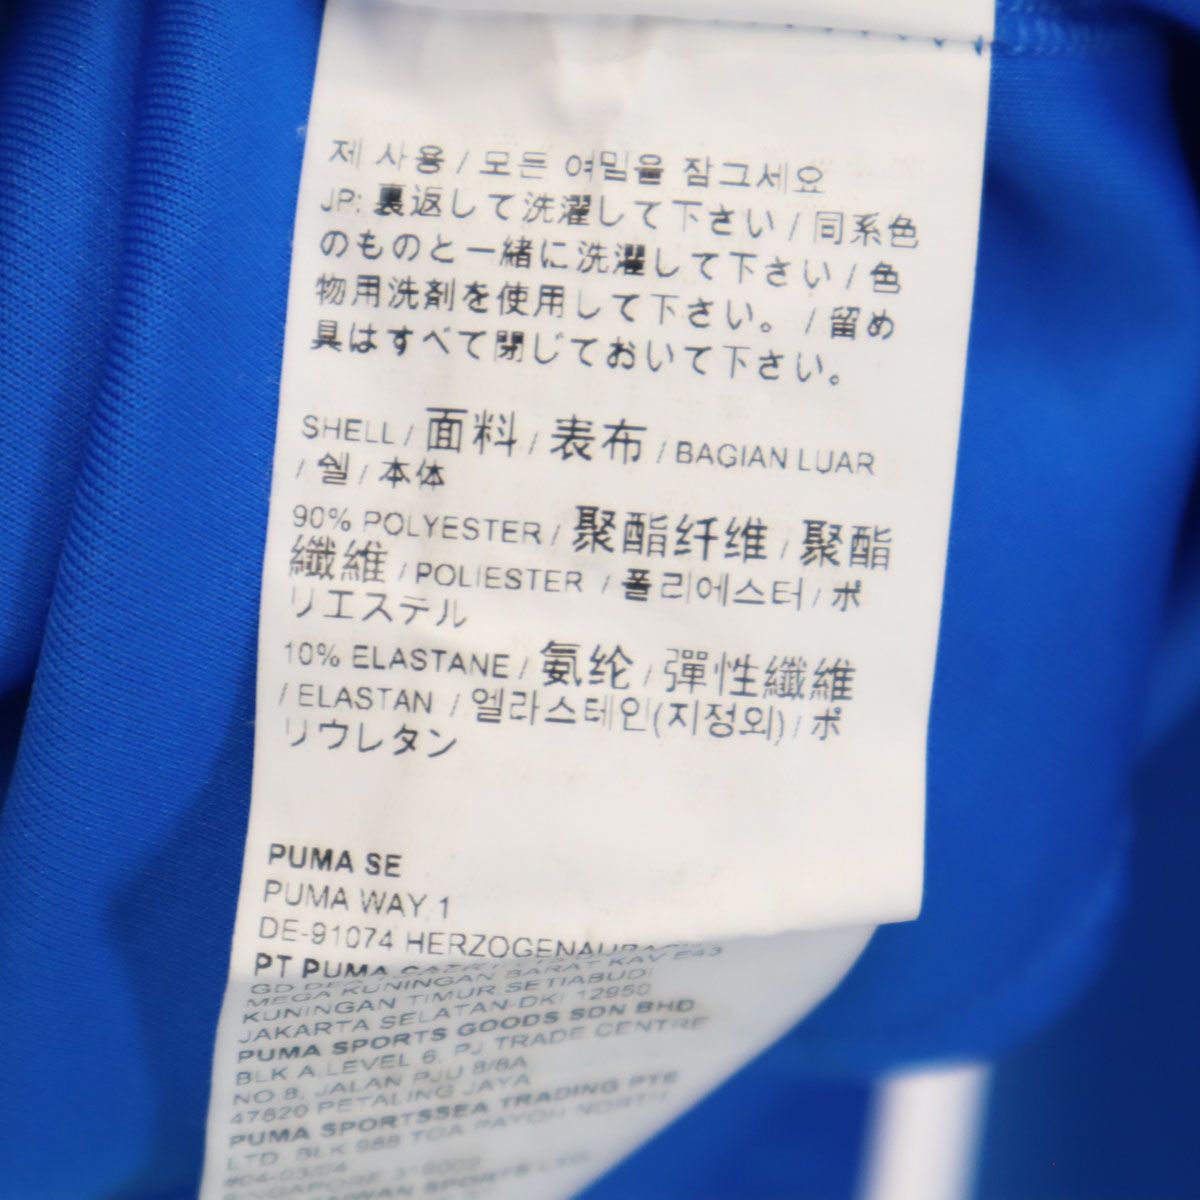 제 사용 / 모든 여밈을 잠그세요
JP: 裏返して洗濯して下さい / 同系色
のものと一緒に洗濯して下さい / 色
物用洗剤を使用して下さい。 / 留め
具はすべて閉じておいて下さい。
SHELL / 面料 / 表布 / BAGIAN LUAR
/ 쉘 / 本体
90% POLYESTER / 聚酯纤维 / 聚酯
纖維 / POLIESTER / 폴리에스터 / ポ
リエステル
10% ELASTANE / 氨纶 / 彈性纖維
/ ELASTAN / 엘라스테인(지정외) / ポ
リウレタン
PUMA SE
PUMA WAY 1
DE-91074 HERZOGENAURA
PT PUMA
MEGA KUNINGAN BARAT KAV E43
KUNINGAN TIMUR.SETIABUDI
JAKARTA SELATAN-DKI 12950
PUMA SPORTS GOODS SDN BHD
BLK A,LEVEL 6, PJ TRADE CENTRE
NO 8, JALAN PJU 8/8A,
47820 PETALING JAYA
PUMA SPORTSSEA TRADING PTE
LTD. BLK 988 TOA PAYOH NORTH
#04-03/04
SINGAPORE 319002
TAIWAN SPORTS